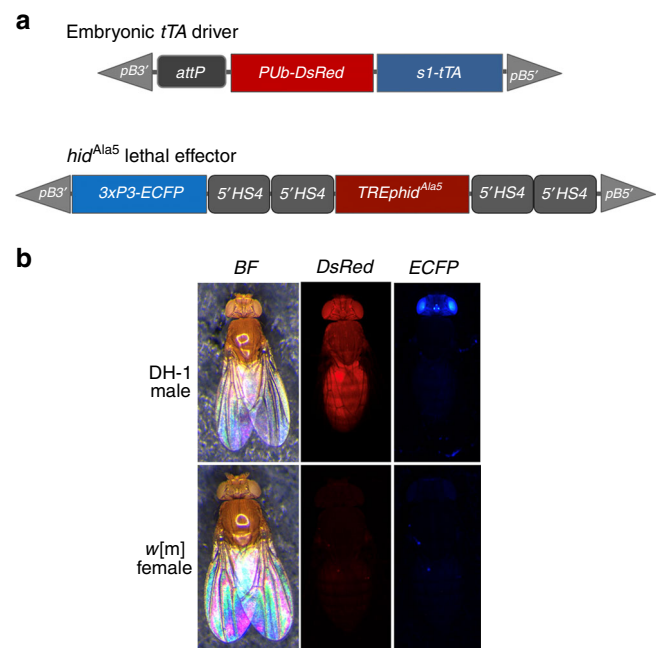 a
Embryonic tTA driver
pB3′ attP PUb-DsRed s1-tTA pB5′
hidAla5 lethal effector
pB3′ 3xP3-ECFP 5′HS4 5′HS4 TREphidAla5 5′HS4 5′HS4 pB5′
b
BF DsRed ECFP
DH-1
male
w[m]
female